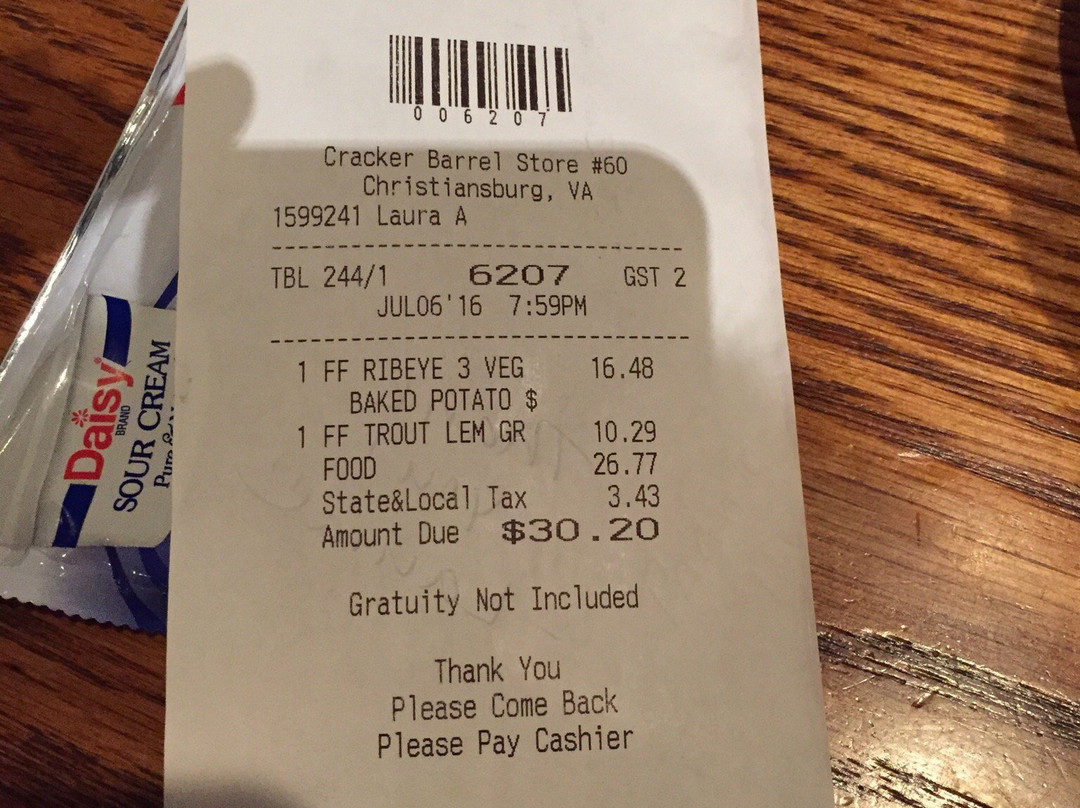 006207
Cracker Barrel Store #60
Christiansburg, VA
1599241 Laura A
TBL 244/1 6207 GST 2
JUL06'16 7:59PM
1 FF RIBEYE 3 VEG 16.48
BAKED POTATO $
1 FF TROUT LEM GR 10.29
FOOD 26.77
State&Local Tax 3.43
Amount Due $30.20
Gratuity Not Included
Thank You
Please Come Back
Please Pay Cashier
Daisy
BRAND
SOUR CREAM